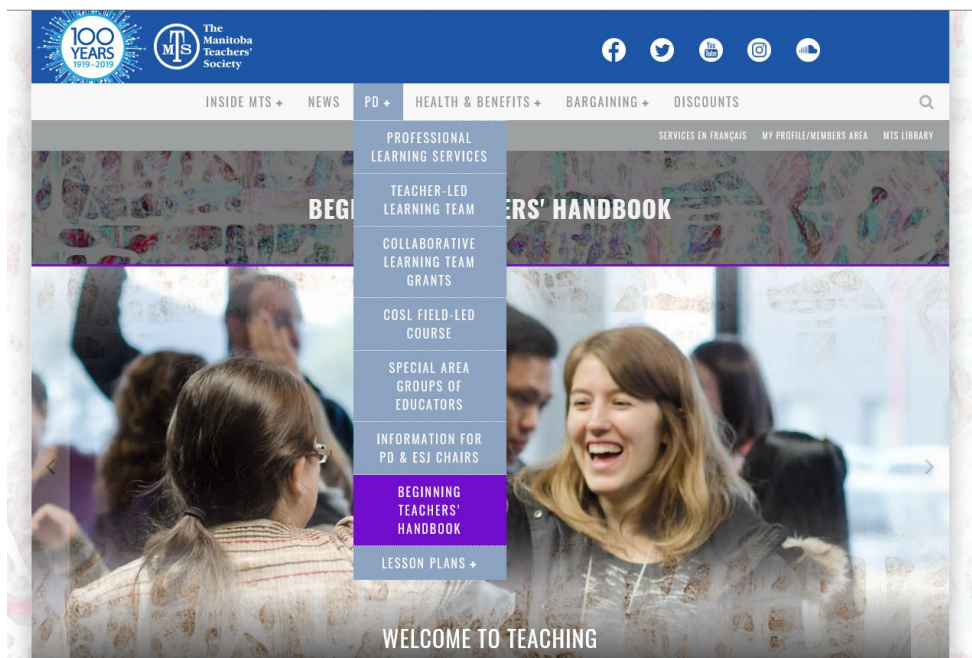 100
YEARS
1919-2019
MTS
The
Manitoba
Teachers'
Society
You
Tube
INSIDE MTS +
NEWS
PD +
HEALTH & BENEFITS +
BARGAINING +
DISCOUNTS
SERVICES EN FRANÇAIS
MY PROFILE/MEMBERS AREA
MTS LIBRARY
BEGI ERS' HANDBOOK
PROFESSIONAL
LEARNING SERVICES
TEACHER-LED
LEARNING TEAM
COLLABORATIVE
LEARNING TEAM
GRANTS
COSL FIELD-LED
COURSE
SPECIAL AREA
GROUPS OF
EDUCATORS
INFORMATION FOR
PD & ESJ CHAIRS
BEGINNING
TEACHERS'
HANDBOOK
LESSON PLANS +
WELCOME TO TEACHING